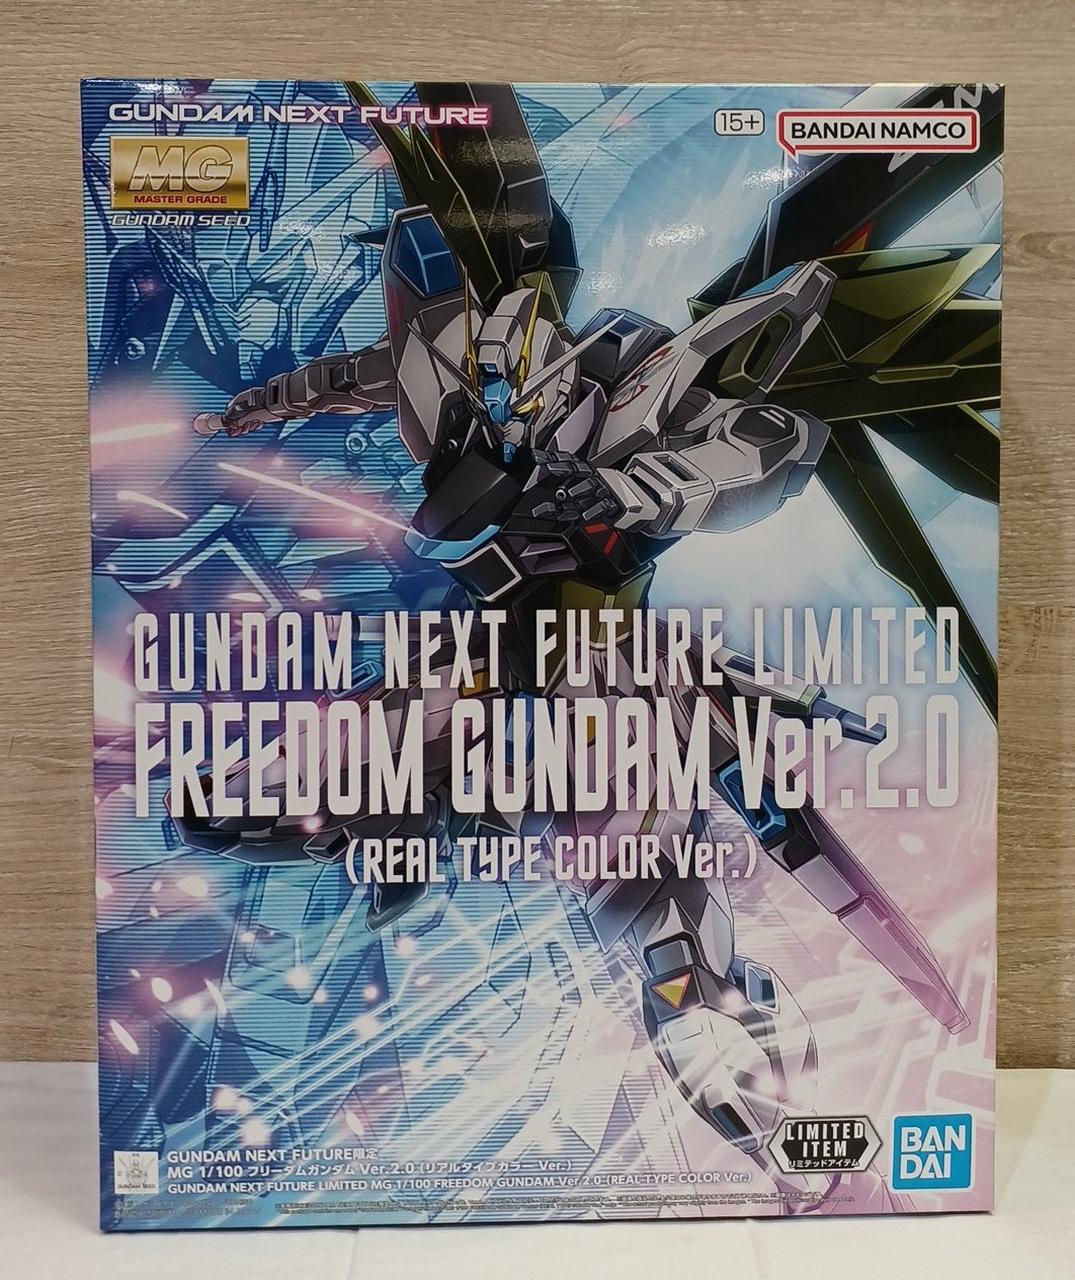 GUNDAM NEXT FUTURE
15+
BANDAI NAMCO
MG
MASTER GRADE
GUNDAM SEED
GUNDAM NEXT FUTURE LIMITED
FREEDOM GUNDAM Ver.2.0
(REAL TYPE COLOR Ver.)
LIMITED
ITEM
リミテッドアイテム
BAN
DAI
GUNDAM NEXT FUTURE限定
MG 1/100 フリーダムガンダム Ver.2.0 (リアルタイプカラー Ver.)
GUNDAM NEXT FUTURE LIMITED MG 1/100 FREEDOM GUNDAM Ver.2.0 (REAL TYPE COLOR Ver.)
GUNDAM SEED